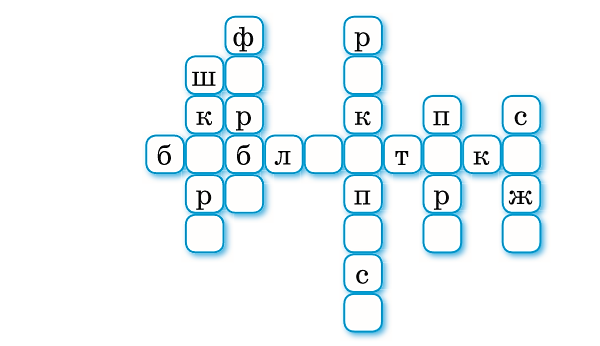 ф р
ш
к р к п с
б б л т к
р п р ж
с